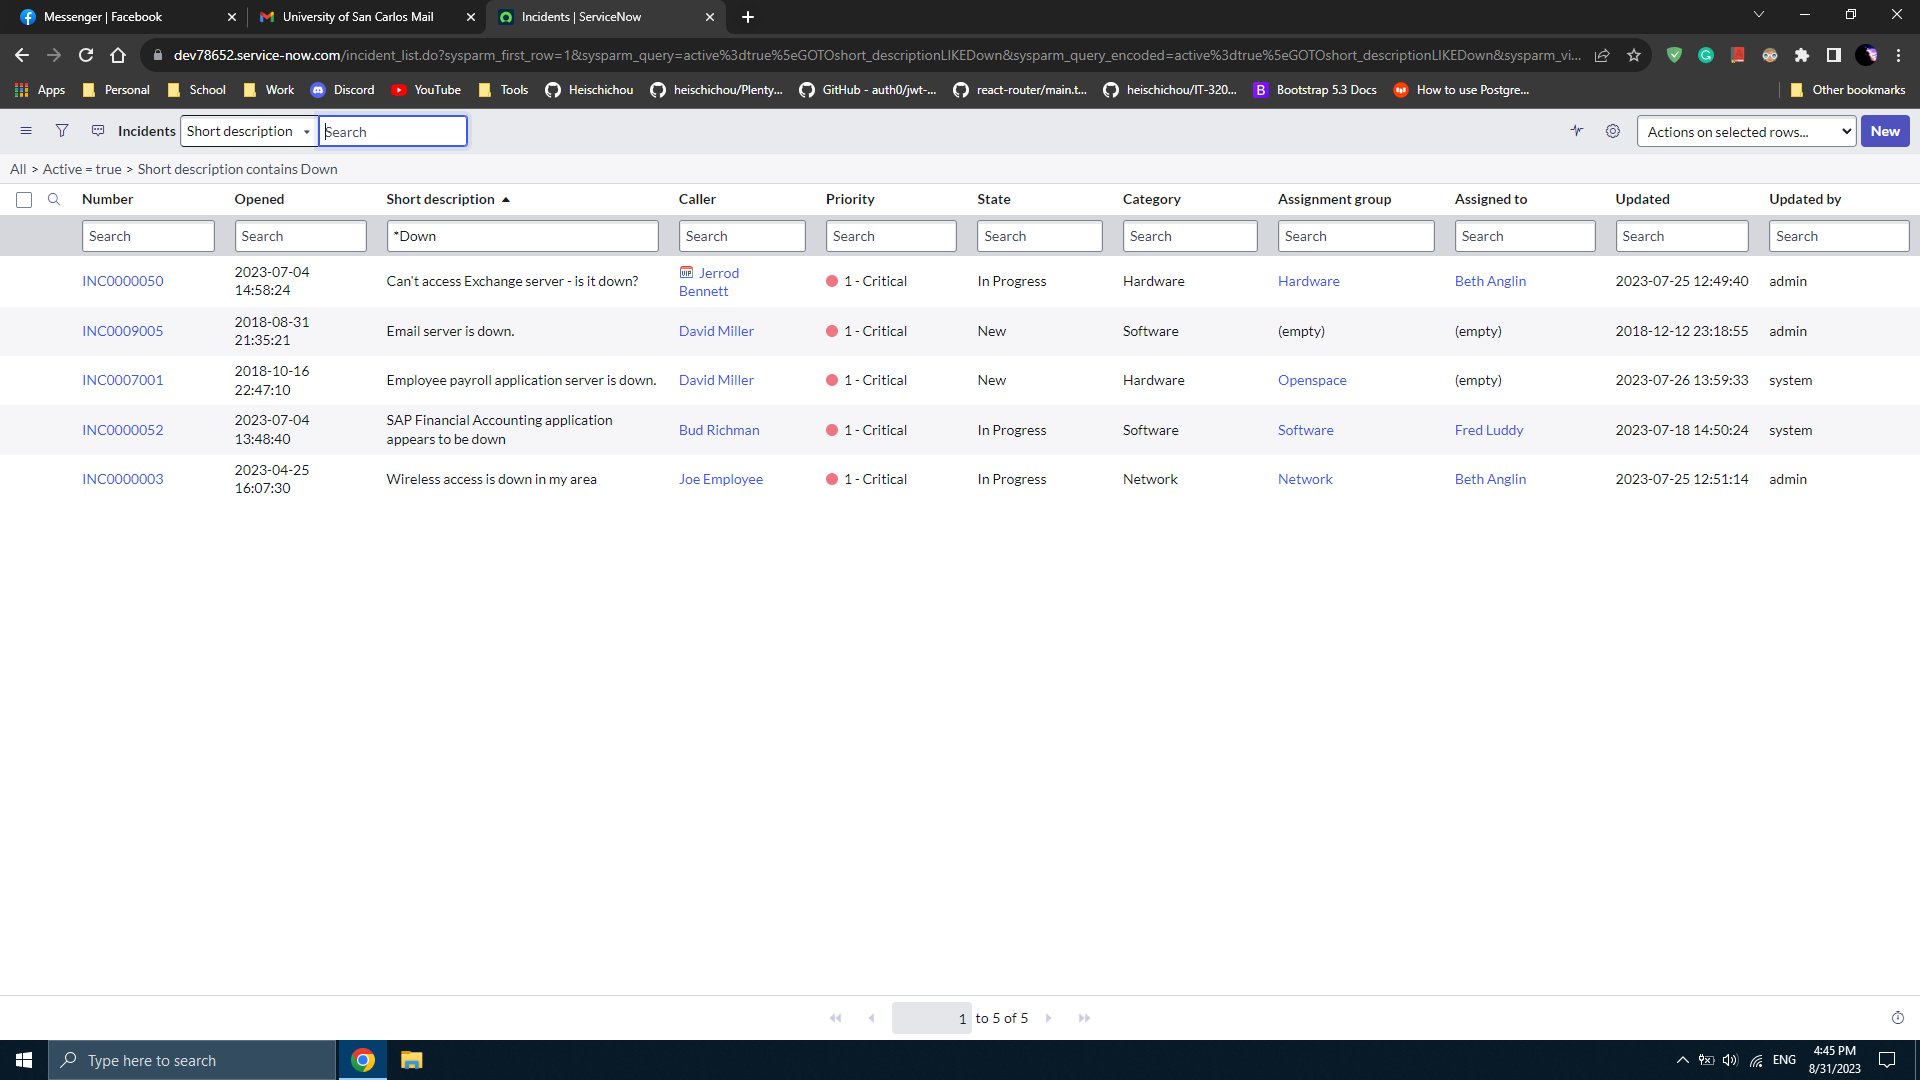 Messenger | Facebook
University of San Carlos Mail
Incidents | ServiceNow
dev78652.service-now.com/incident_list.do?sysparm_first_row=1&sysparm_query=active%3dtrue%5eGOTOshort_descriptionLIKEDown&sysparm_query_encoded=active%3dtrue%5eGOTOshort_descriptionLIKEDown&sysparm_vi...
Apps Personal School Work Discord YouTube Tools Heischichou heischichou/Plenty... GitHub - auth0/jwt-... react-router/main.t... heischichou/IT-320... Bootstrap 5.3 Docs How to use Postgre... Other bookmarks
Incidents Short description Search Actions on selected rows... New
All > Active = true > Short description contains Down
Number Opened Short description Caller Priority State Category Assignment group Assigned to Updated Updated by
Search Search *Down Search Search Search Search Search Search Search Search
INC0000050 2023-07-04 14:58:24 Can't access Exchange server - is it down? VIP Jerrod Bennett 1 - Critical In Progress Hardware Hardware Beth Anglin 2023-07-25 12:49:40 admin
INC0009005 2018-08-31 21:35:21 Email server is down. David Miller 1 - Critical New Software (empty) (empty) 2018-12-12 23:18:55 admin
INC0007001 2018-10-16 22:47:10 Employee payroll application server is down. David Miller 1 - Critical New Hardware Openspace (empty) 2023-07-26 13:59:33 system
INC0000052 2023-07-04 13:48:40 SAP Financial Accounting application appears to be down Bud Richman 1 - Critical In Progress Software Software Fred Luddy 2023-07-18 14:50:24 system
INC0000003 2023-04-25 16:07:30 Wireless access is down in my area Joe Employee 1 - Critical In Progress Network Network Beth Anglin 2023-07-25 12:51:14 admin
1 to 5 of 5
Type here to search
ENG
4:45 PM
8/31/2023